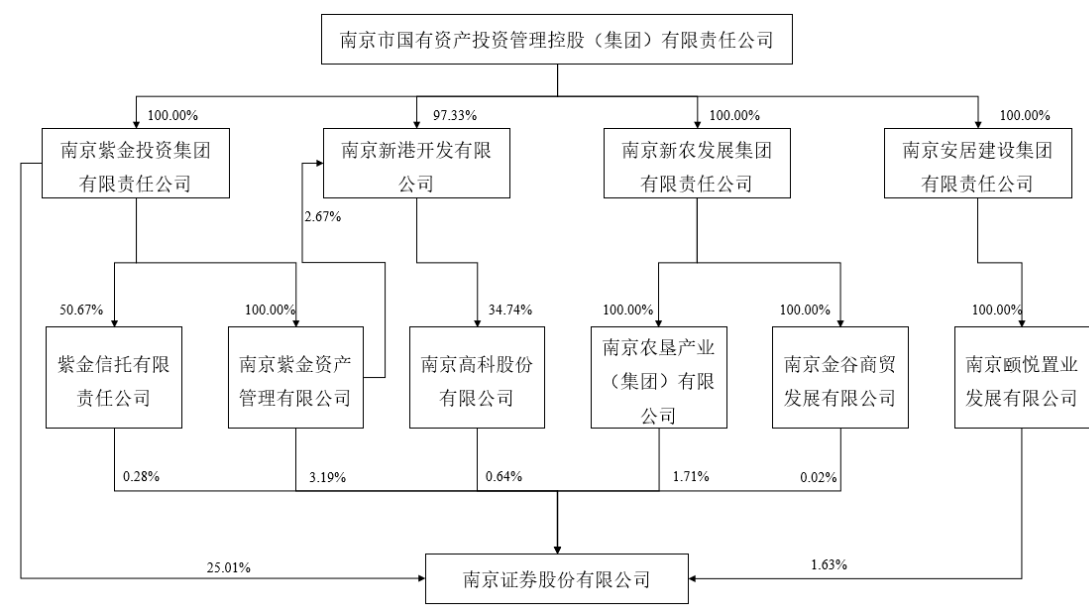 南京市国有资产投资管理控股（集团）有限责任公司
100.00%
97.33%
100.00%
100.00%
南京紫金投资集团
有限责任公司
南京新港开发有限
公司
南京新农发展集团
有限责任公司
南京安居建设集团
有限责任公司
2.67%
50.67%
100.00%
34.74%
100.00%
100.00%
100.00%
紫金信托有限
责任公司
南京紫金资产
管理有限公司
南京高科股份
有限公司
南京农垦产业
（集团）有限
公司
南京金谷商贸
发展有限公司
南京颐悦置业
发展有限公司
0.28%
3.19%
0.64%
1.71%
0.02%
25.01%
1.63%
南京证券股份有限公司